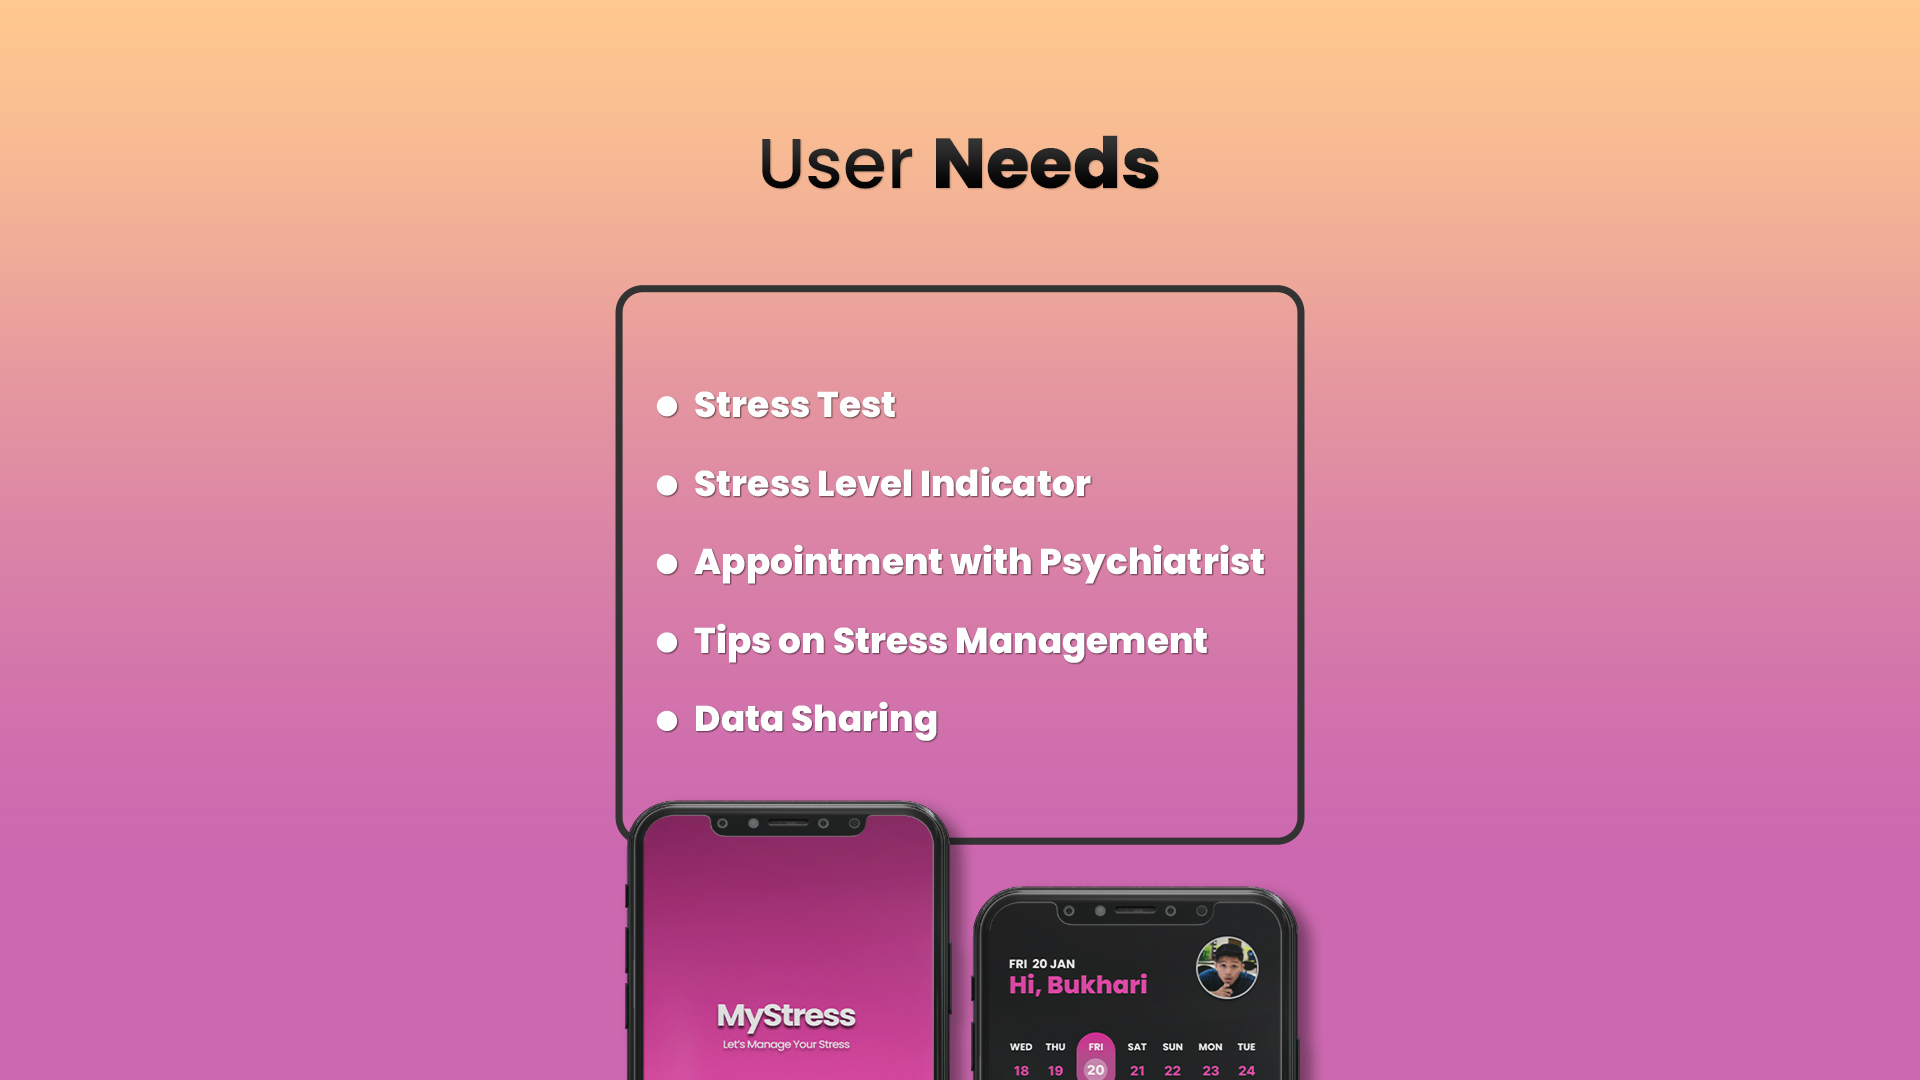 User Needs
Stress Test
Stress Level Indicator
Appointment with Psychiatrist
Tips on Stress Management
Data Sharing
MyStress
Let's Manage Your Stress
FRI 20 JAN
Hi, Bukhari
WED THU FRI SAT SUN MON TUE
18 19 20 21 22 23 24